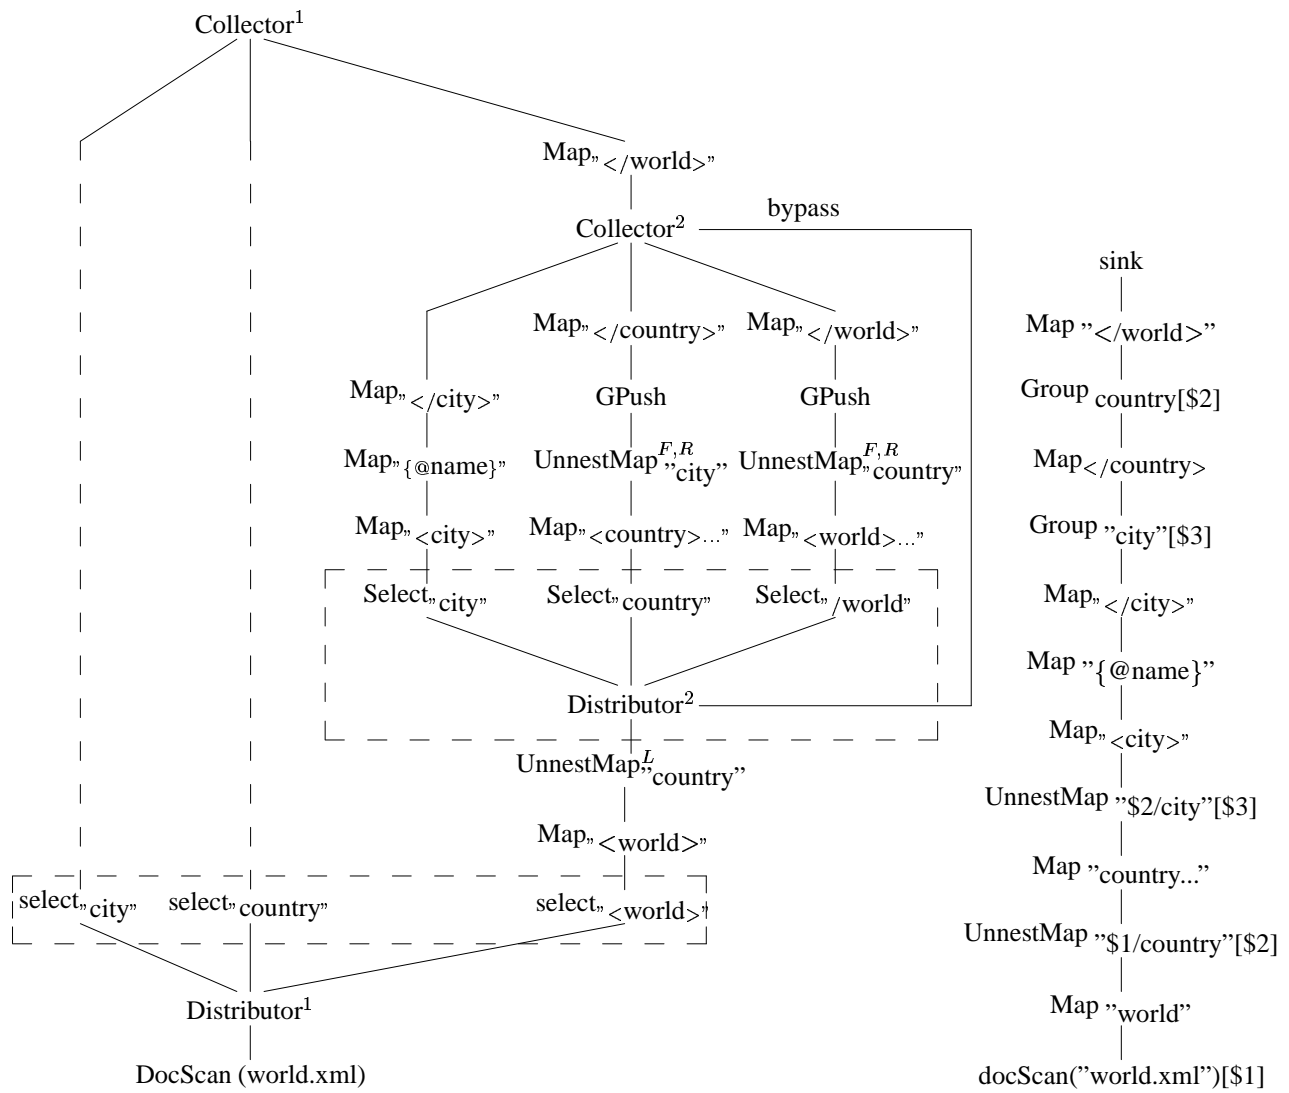 Collector1
Map„ </world>”
bypass
Collector2
sink
Map„ </country>” Map„ </world>” Map ”</world>”
Map„ </city>” GPush GPush Group country[$2]
Map„{@name}” UnnestMapF,R”city” UnnestMapF,R”country” Map</country>
Map„<city>” Map„<country>...” Map„<world>...” Group ”city”[$3]
Select„city” Select„country” Select„ /world” Map„ </city>”
Map ”{@name}”
Distributor2
Map„<city>”
UnnestMapL”country”
UnnestMap ”$2/city”[$3]
Map„<world>”
Map ”country...”
select„city” select„country” select„ <world>”
UnnestMap ”$1/country”[$2]
Distributor1 Map ”world”
DocScan (world.xml) docScan(”world.xml”)[$1]